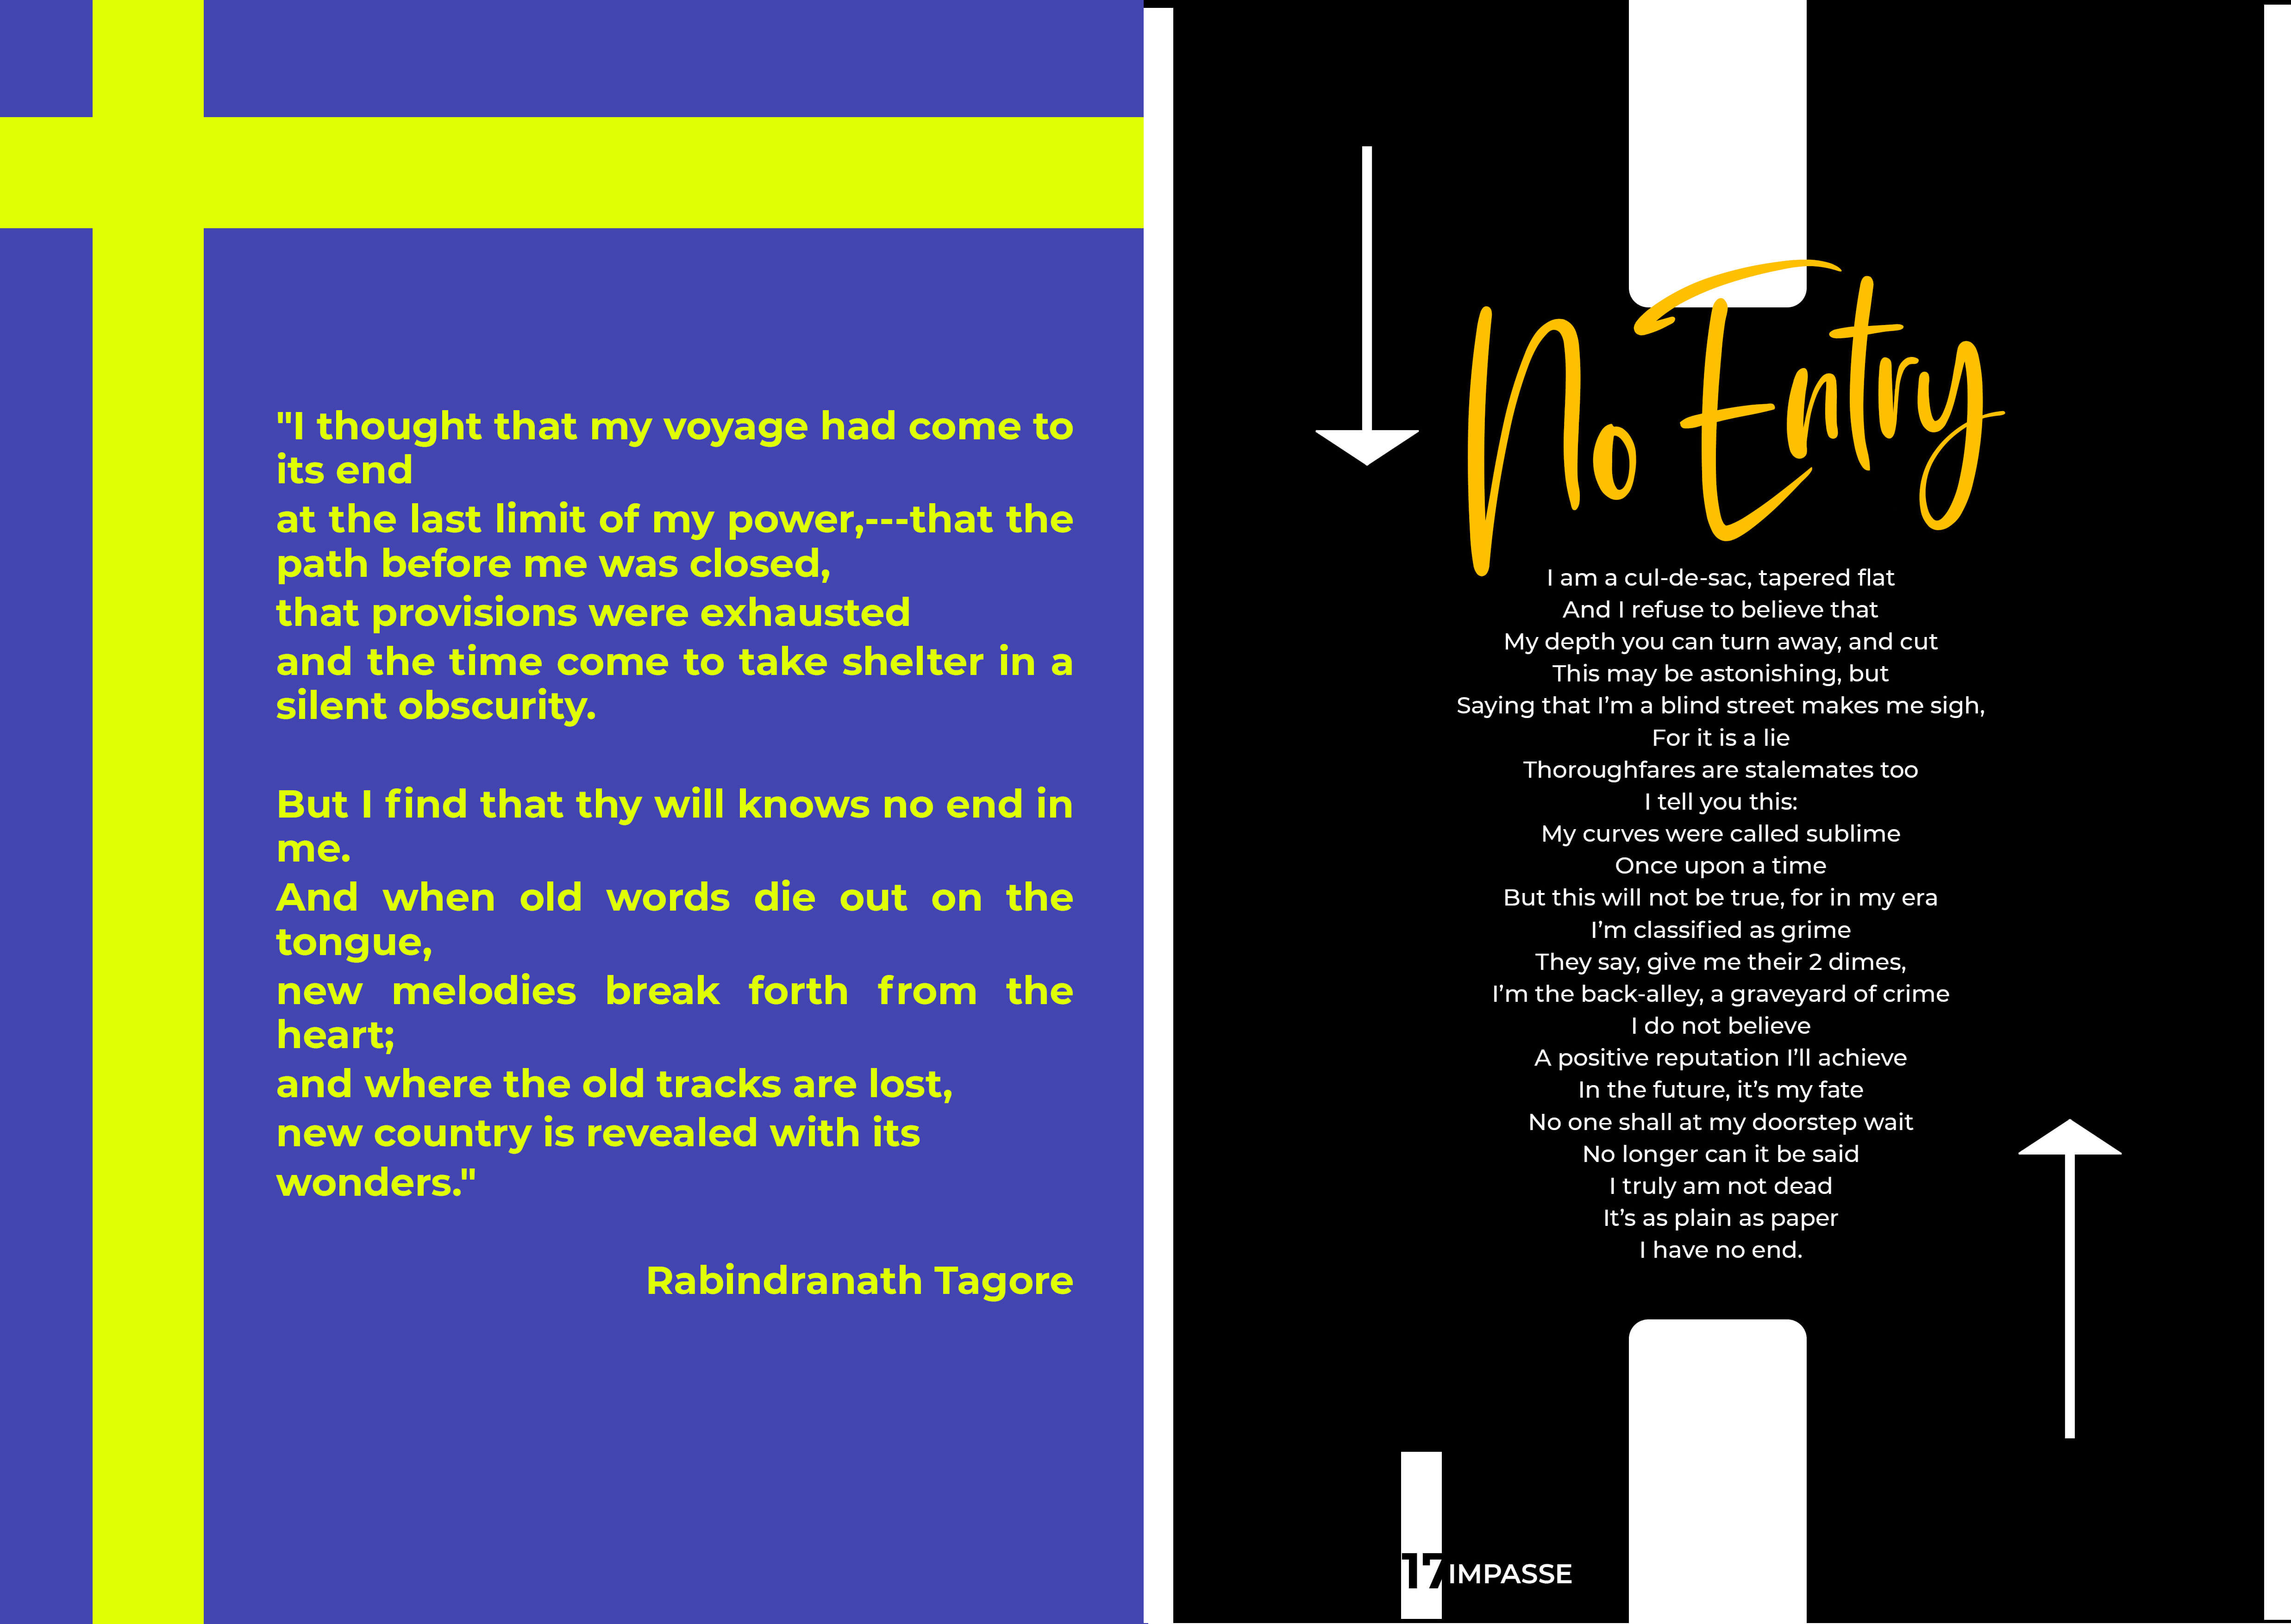 "I thought that my voyage had come to
its end
at the last limit of my power,---that the
path before me was closed,
that provisions were exhausted
and the time come to take shelter in a
silent obscurity.
But I find that thy will knows no end in
me.
And when old words die out on the
tongue,
new melodies break forth from the
heart;
and where the old tracks are lost,
new country is revealed with its
wonders."
Rabindranath Tagore
No Entry
I am a cul-de-sac, tapered flat
And I refuse to believe that
My depth you can turn away, and cut
This may be astonishing, but
Saying that I’m a blind street makes me sigh,
For it is a lie
Thoroughfares are stalemates too
I tell you this:
My curves were called sublime
Once upon a time
But this will not be true, for in my era
I’m classified as grime
They say, give me their 2 dimes,
I’m the back-alley, a graveyard of crime
I do not believe
A positive reputation I’ll achieve
In the future, it’s my fate
No one shall at my doorstep wait
No longer can it be said
I truly am not dead
It’s as plain as paper
I have no end.
17 IMPASSE